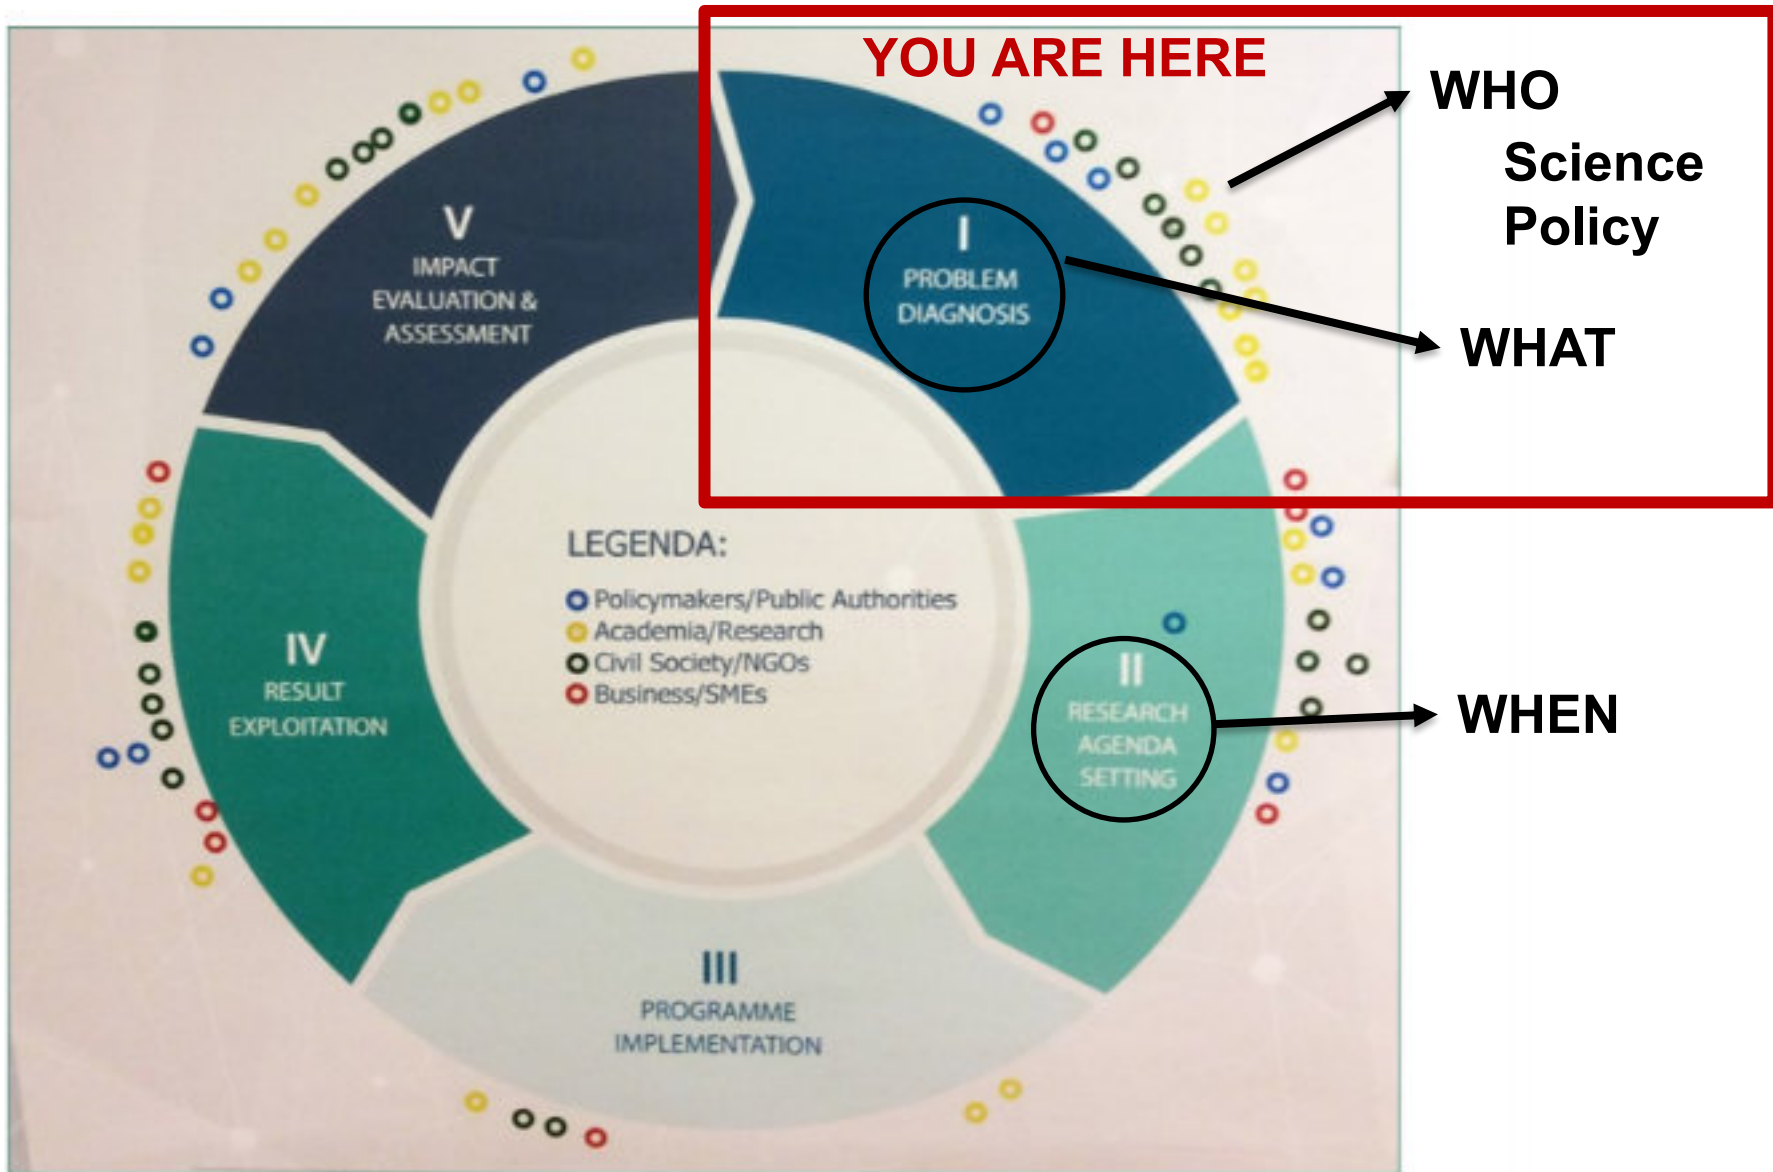 YOU ARE HERE
WHO
Science
Policy
WHAT
WHEN
I
PROBLEM
DIAGNOSIS
II
RESEARCH
AGENDA
SETTING
III
PROGRAMME
IMPLEMENTATION
IV
RESULT
EXPLOITATION
V
IMPACT
EVALUATION &
ASSESSMENT
LEGENDA:
Policymakers/Public Authorities
Academia/Research
Civil Society/NGOs
Business/SMEs